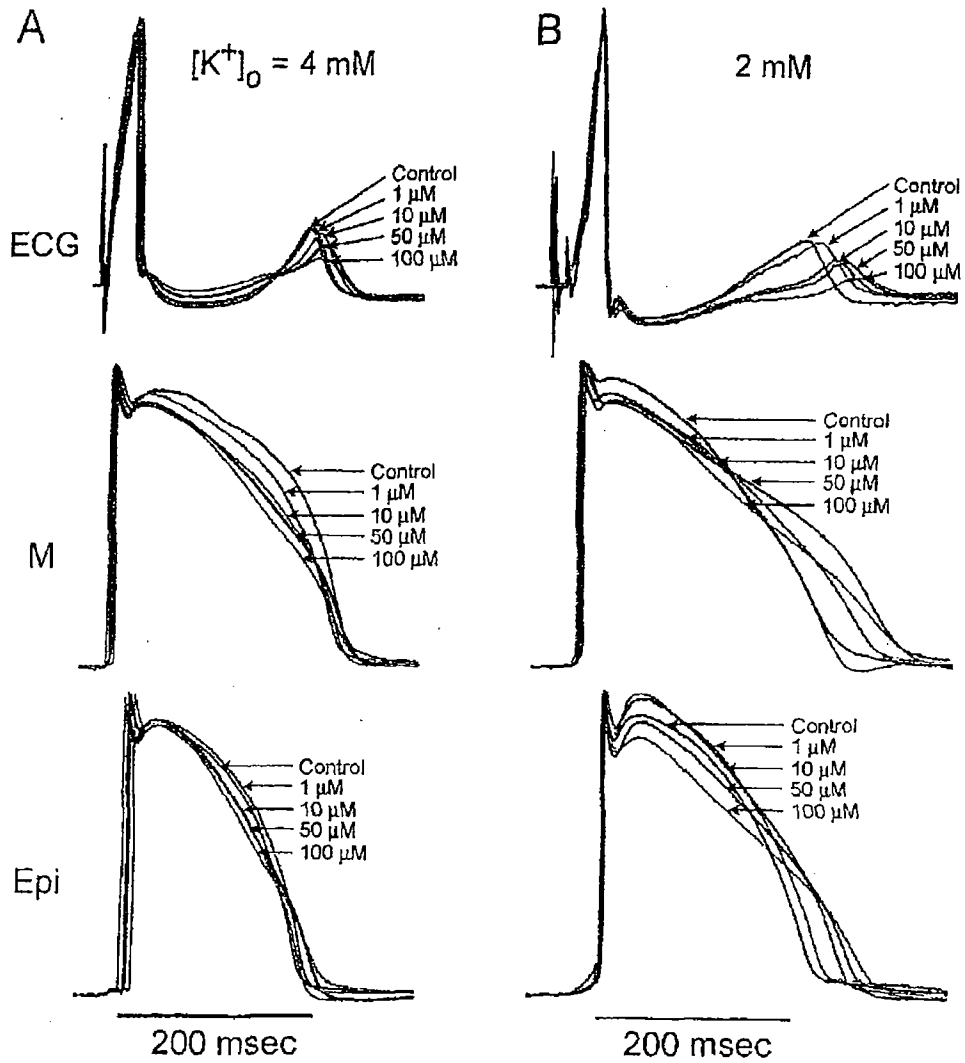 A
[K+]o = 4 mM
B
2 mM
ECG
Control
1 µM
10 µM
50 µM
100 µM
Control
1 µM
10 µM
50 µM
100 µM
M
Control
1 µM
10 µM
50 µM
100 µM
Control
1 µM
10 µM
50 µM
100 µM
Epi
Control
1 µM
10 µM
50 µM
100 µM
Control
1 µM
10 µM
50 µM
100 µM
200 msec
200 msec